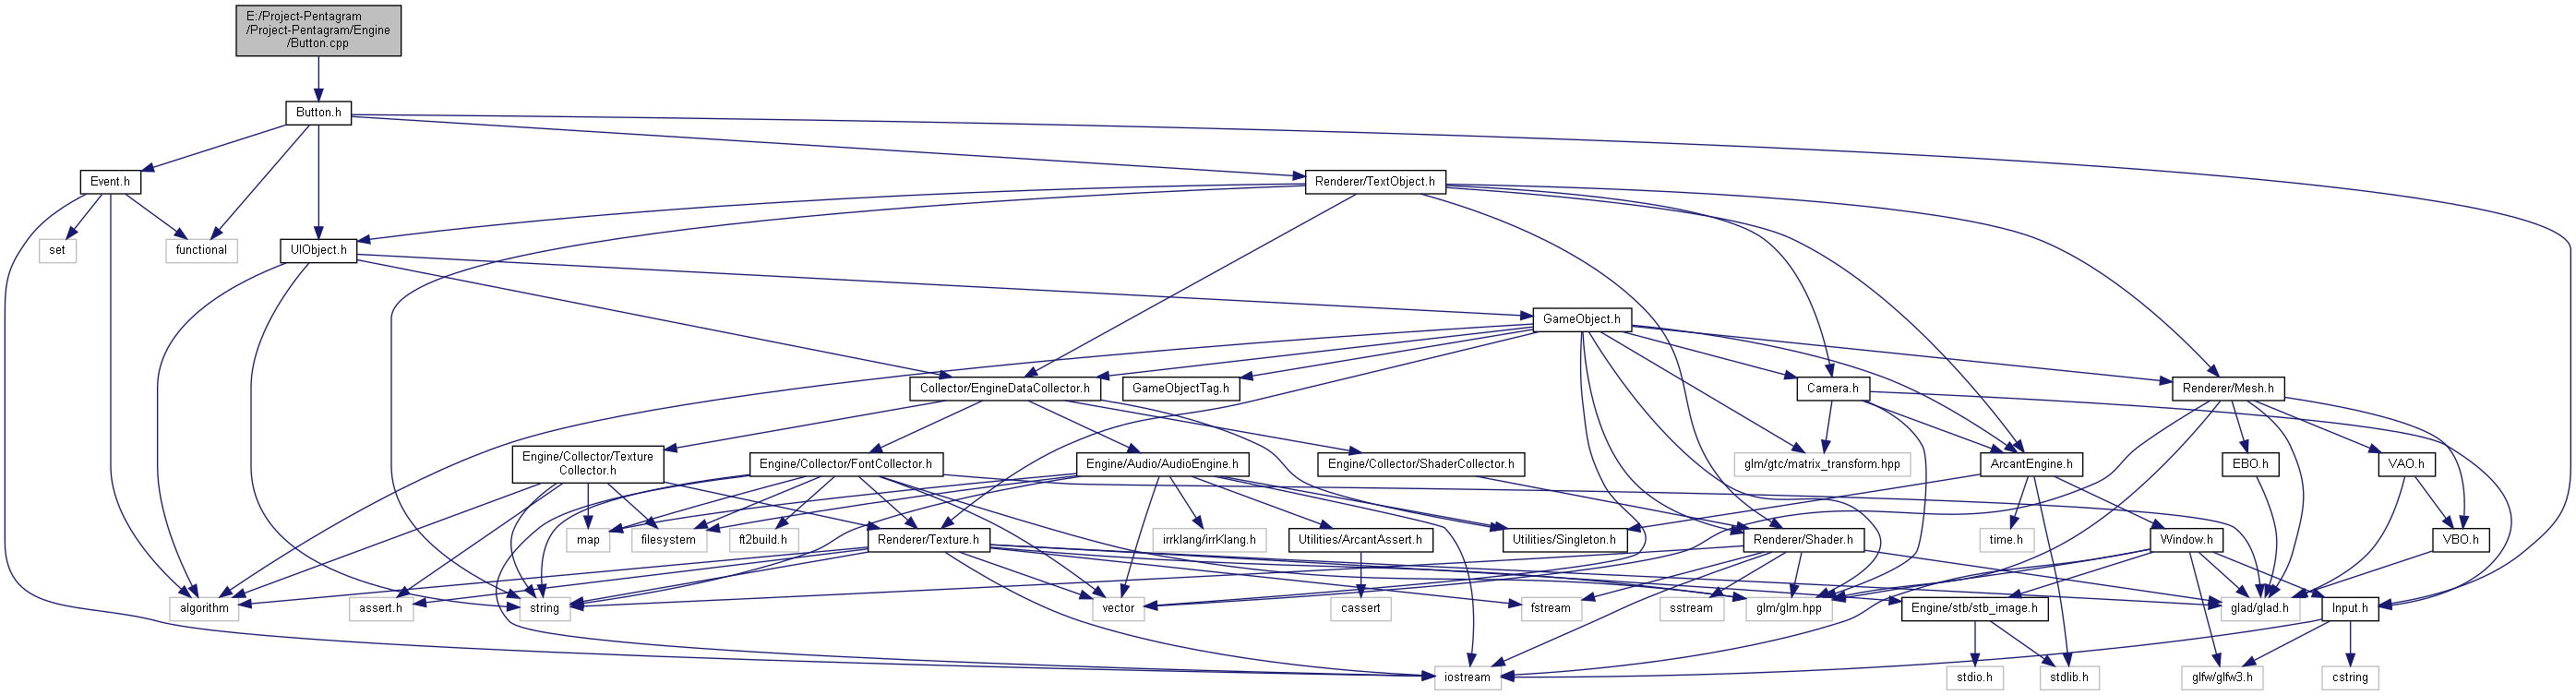 E:/Project-Pentagram
/Project-Pentagram/Engine
/Button.cpp
Button.h
Event.h
Renderer/TextObject.h
set
functional
UIObject.h
GameObject.h
Collector/EngineDataCollector.h
GameObjectTag.h
Camera.h
Renderer/Mesh.h
Engine/Collector/Texture
Collector.h
Engine/Collector/FontCollector.h
Engine/Audio/AudioEngine.h
Engine/Collector/ShaderCollector.h
glm/gtc/matrix_transform.hpp
ArcantEngine.h
EBO.h
VAO.h
map
filesystem
ft2build.h
Renderer/Texture.h
irrklang/irrKlang.h
Utilities/ArcantAssert.h
Utilities/Singleton.h
Renderer/Shader.h
time.h
Window.h
VBO.h
algorithm
assert.h
string
vector
cassert
fstream
sstream
glm/glm.hpp
Engine/stb/stb_image.h
glad/glad.h
Input.h
iostream
stdio.h
stdlib.h
glfw/glfw3.h
cstring